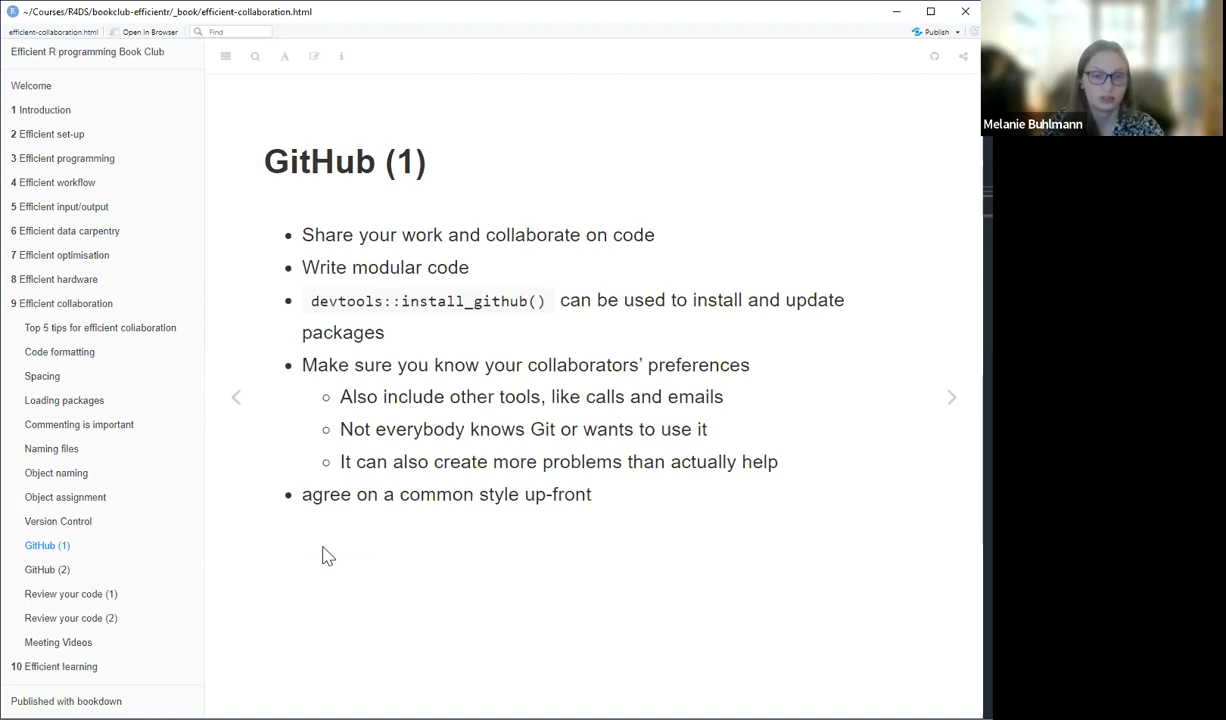 ~/Courses/R4DS/bookclub-efficientr/_book/efficient-collaboration.html
efficient-collaboration.html
Open in Browser
Find
Publish
Efficient R programming Book Club
Welcome
1 Introduction
2 Efficient set-up
3 Efficient programming
4 Efficient workflow
5 Efficient input/output
6 Efficient data carpentry
7 Efficient optimisation
8 Efficient hardware
9 Efficient collaboration
Top 5 tips for efficient collaboration
Code formatting
Spacing
Loading packages
Commenting is important
Naming files
Object naming
Object assignment
Version Control
GitHub (1)
GitHub (2)
Review your code (1)
Review your code (2)
Meeting Videos
10 Efficient learning
Published with bookdown
GitHub (1)
• Share your work and collaborate on code
• Write modular code
• devtools::install_github() can be used to install and update
packages
• Make sure you know your collaborators’ preferences
◦ Also include other tools, like calls and emails
◦ Not everybody knows Git or wants to use it
◦ It can also create more problems than actually help
• agree on a common style up-front
Melanie Buhlmann